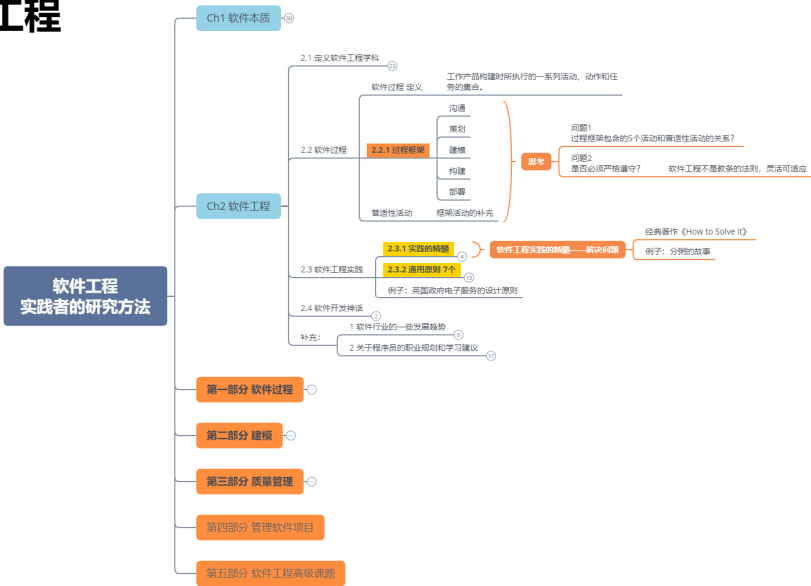 工程
软件工程
实践者的研究方法
Ch1 软件本质
39
Ch2 软件工程
2.1 定义软件工程学科
23
2.2 软件过程
软件过程 定义
工作产品构建时所执行的一系列活动、动作和任
务的集合。
2.2.1 过程框架
沟通
策划
建模
构建
部署
思考
问题1
过程框架包含的5个活动和普适性活动的关系？
问题2
是否必须严格遵守？
软件工程不是教条的法则，灵活可适应
普适性活动
框架活动的补充
2.3 软件工程实践
2.3.1 实践的精髓
4
软件工程实践的精髓——解决问题
经典著作《How to Solve it》
例子：分粥的故事
2.3.2 通用原则 7个
13
例子：英国政府电子服务的设计原则
2.4 软件开发神话
2
补充：
1 软件行业的一些发展趋势
5
2 关于程序员的职业规划和学习建议
17
第一部分 软件过程
第二部分 建模
第三部分 质量管理
第四部分 管理软件项目
第五部分 软件工程高级课题